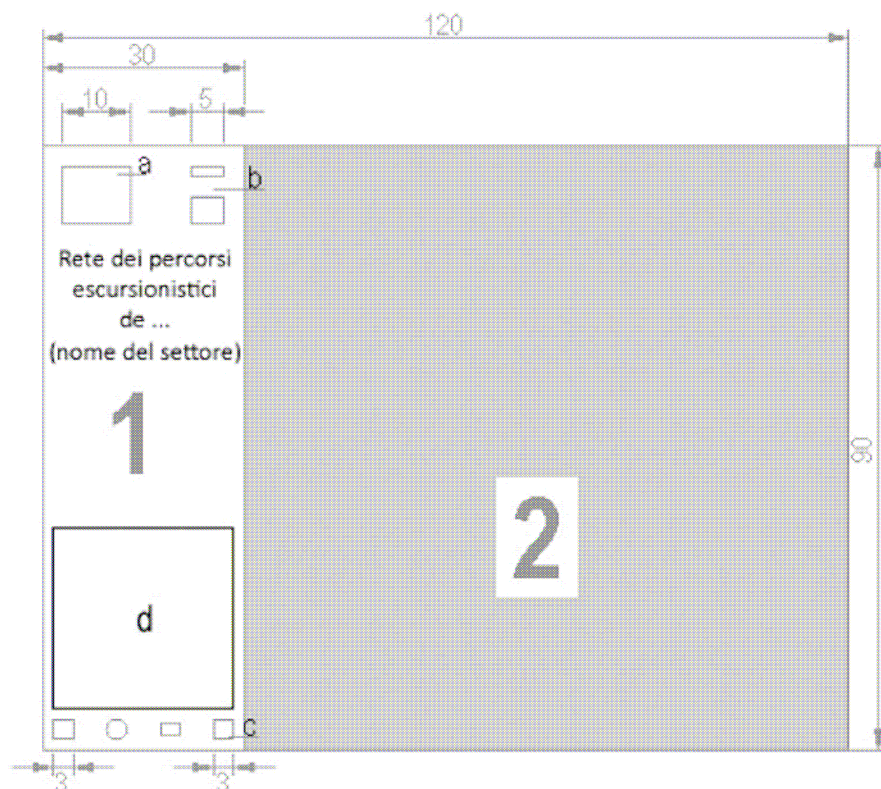 120
30
10 5
a
b
Rete dei percorsi
escursionistici
de ...
(nome del settore)
1
90
2
d
c
3 3